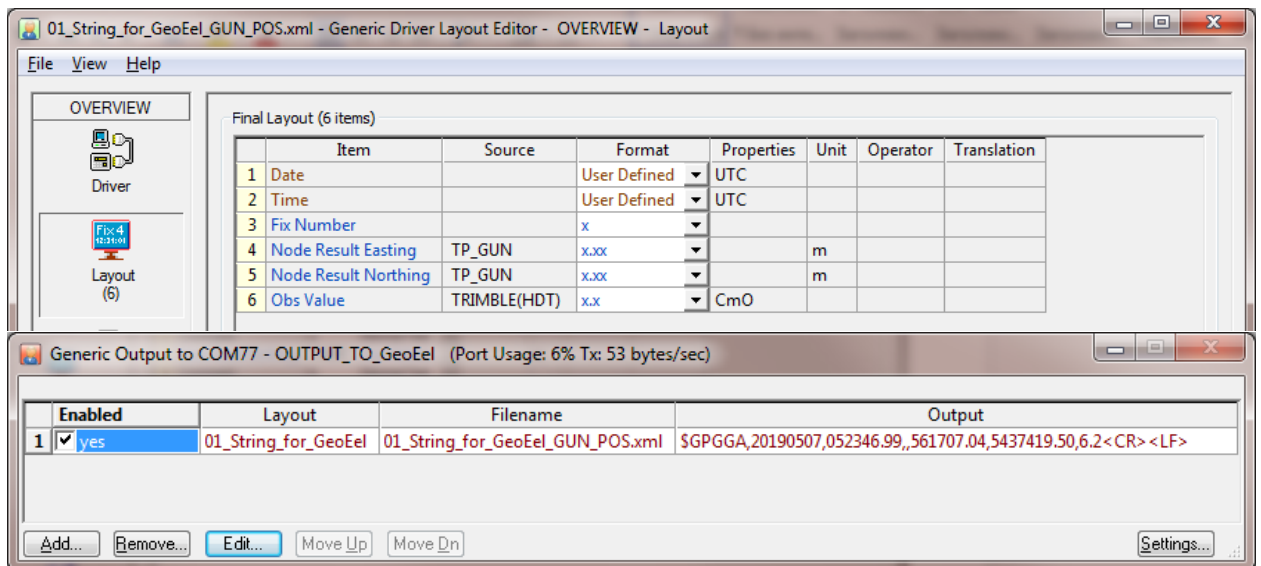 01_String_for_GeoEel_GUN_POS.xml - Generic Driver Layout Editor - OVERVIEW - Layout
File View Help
OVERVIEW
Driver
Fix 4
12:31:01
Layout
(6)
Final Layout (6 items)
Item Source Format Properties Unit Operator Translation
1 Date User Defined UTC
2 Time User Defined UTC
3 Fix Number x
4 Node Result Easting TP_GUN x.xx m
5 Node Result Northing TP_GUN x.xx m
6 Obs Value TRIMBLE(HDT) x.x CmO
Generic Output to COM77 - OUTPUT_TO_GeoEel (Port Usage: 6% Tx: 53 bytes/sec)
Enabled Layout Filename Output
1 yes 01_String_for_GeoEel 01_String_for_GeoEel_GUN_POS.xml $GPGGA,20190507,052346.99,,561707.04,5437419.50,6.2<CR><LF>
Add... Remove... Edit... Move Up Move Dn Settings...